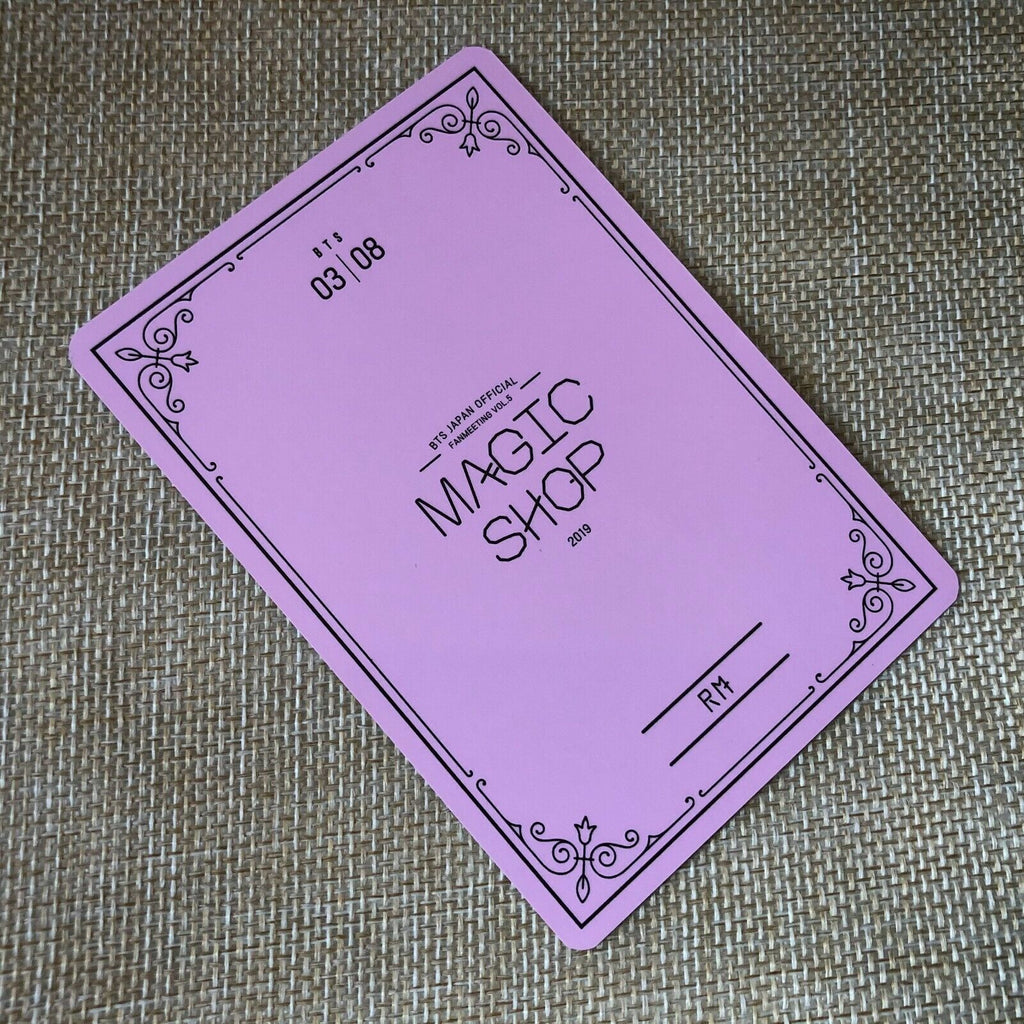 BTS
03|08
BTS JAPAN OFFICIAL
FANMEETING VOL.5
MAGIC
SHOP
2019
RM